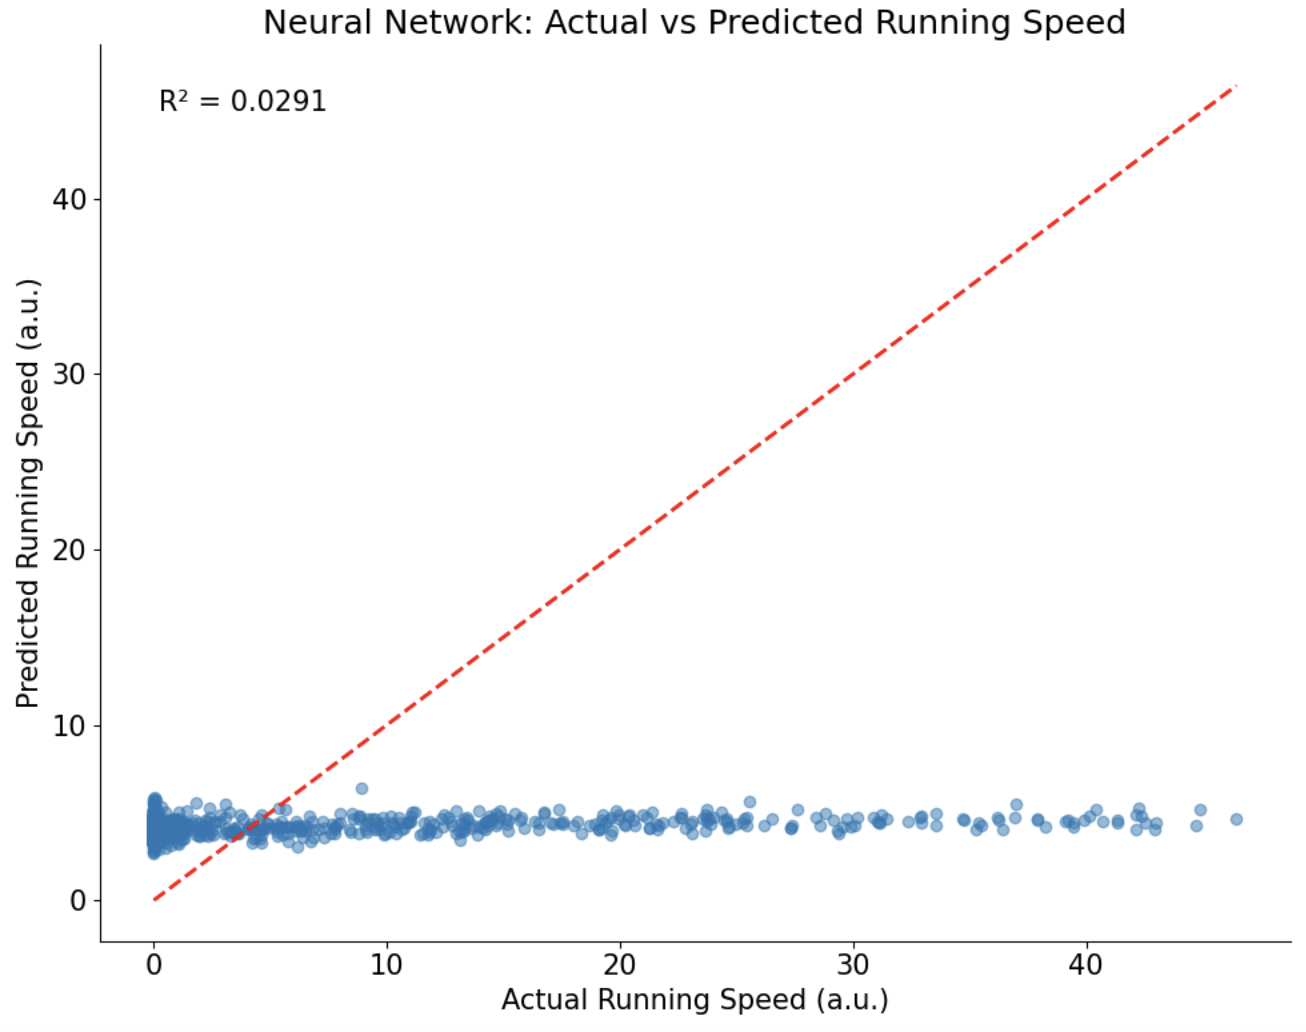 Neural Network: Actual vs Predicted Running Speed
R² = 0.0291
40
30
20
10
0
Predicted Running Speed (a.u.)
0 10 20 30 40
Actual Running Speed (a.u.)